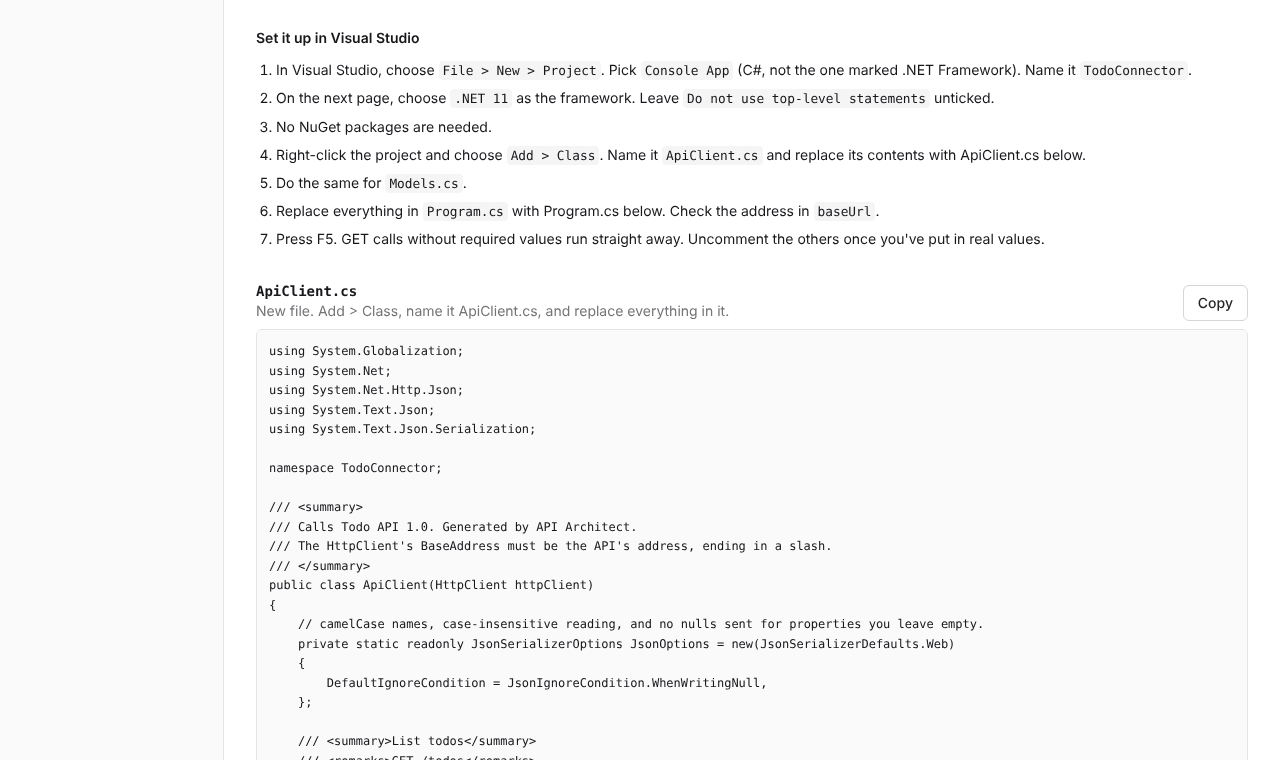 Set it up in Visual Studio
1. In Visual Studio, choose File > New > Project. Pick Console App (C#, not the one marked .NET Framework). Name it TodoConnector.
2. On the next page, choose .NET 11 as the framework. Leave Do not use top-level statements unticked.
3. No NuGet packages are needed.
4. Right-click the project and choose Add > Class. Name it ApiClient.cs and replace its contents with ApiClient.cs below.
5. Do the same for Models.cs.
6. Replace everything in Program.cs with Program.cs below. Check the address in baseUrl.
7. Press F5. GET calls without required values run straight away. Uncomment the others once you've put in real values.
ApiClient.cs
New file. Add > Class, name it ApiClient.cs, and replace everything in it.
Copy
using System.Globalization;
using System.Net;
using System.Net.Http.Json;
using System.Text.Json;
using System.Text.Json.Serialization;

namespace TodoConnector;

/// <summary>
/// Calls Todo API 1.0. Generated by API Architect.
/// The HttpClient's BaseAddress must be the API's address, ending in a slash.
/// </summary>
public class ApiClient(HttpClient httpClient)
{
    // camelCase names, case-insensitive reading, and no nulls sent for properties you leave empty.
    private static readonly JsonSerializerOptions JsonOptions = new(JsonSerializerDefaults.Web)
    {
        DefaultIgnoreCondition = JsonIgnoreCondition.WhenWritingNull,
    };

    /// <summary>List todos</summary>
    /// <remarks>GET /todos</remarks>